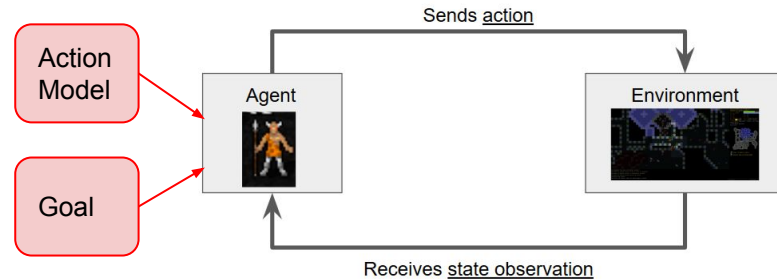 Sends action
Action
Model
Agent
Environment
Goal
Receives state observation